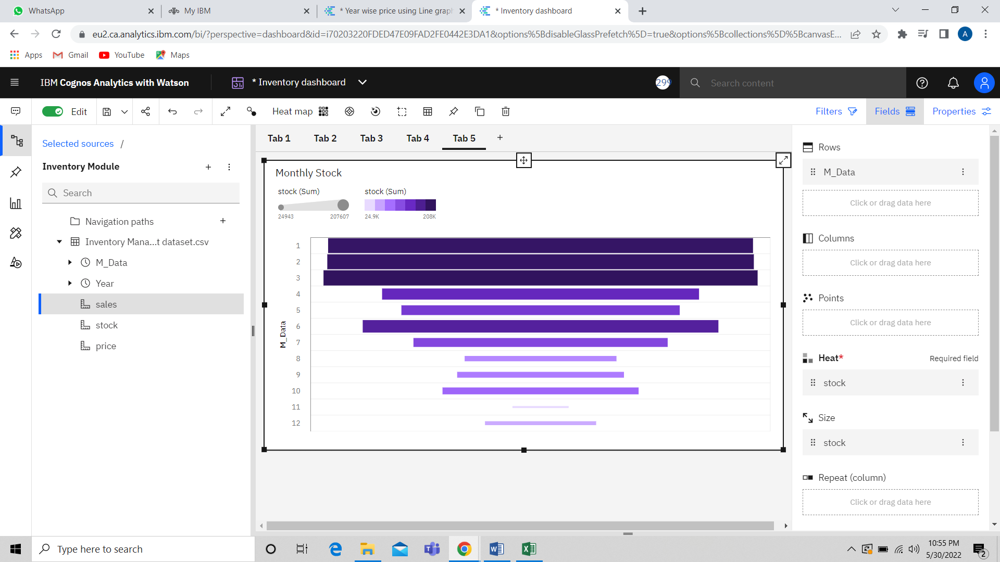 WhatsApp
My IBM
* Year wise price using Line grap
* Inventory dashboard
eu2.ca.analytics.ibm.com/bi/?perspective=dashboard&id=i70203220FDED47E09FAD2FE0442E3DA1&options%5BdisableGlassPrefetch%5D=true&options%5Bcollections%5D%5BcanvasE...
A
Apps
Gmail
YouTube
Maps
IBM Cognos Analytics with Watson
* Inventory dashboard
299
Search content
Edit
Heat map
Filters
Fields
Properties
Selected sources /
Inventory Module
Search
Navigation paths
Inventory Mana...t dataset.csv
M_Data
Year
sales
stock
price
Tab 1
Tab 2
Tab 3
Tab 4
Tab 5
Monthly Stock
stock (Sum)
24943
207607
stock (Sum)
24.9K
208K
M_Data
1
2
3
4
5
6
7
8
9
10
11
12
Rows
M_Data
Click or drag data here
Columns
Click or drag data here
Points
Click or drag data here
Heat*
Required field
stock
Size
stock
Repeat (column)
Click or drag data here
Type here to search
10:55 PM
5/30/2022
2